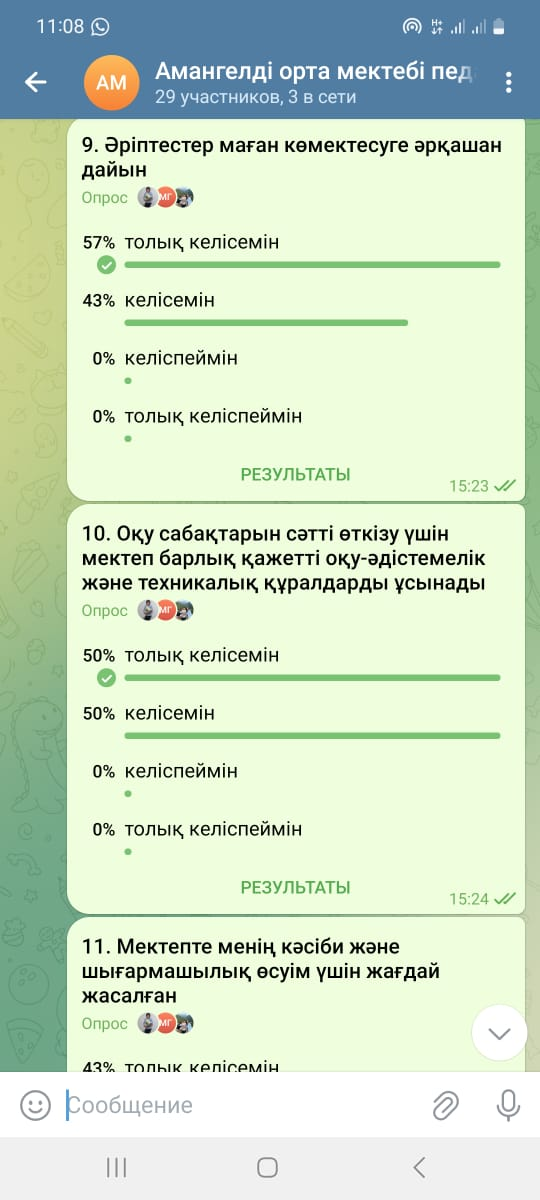 11:08
АМ
Амангелді орта мектебі пед
29 участников, 3 в сети
9. Әріптестер маған көмектесуге әрқашан
дайын
Опрос МГ
57% толық келісемін
43% келісемін
0% келіспеймін
0% толық келіспеймін
РЕЗУЛЬТАТЫ
15:23
10. Оқу сабақтарын сәтті өткізу үшін
мектеп барлық қажетті оқу-әдістемелік
және техникалық құралдарды ұсынады
Опрос МГ
50% толық келісемін
50% келісемін
0% келіспеймін
0% толық келіспеймін
РЕЗУЛЬТАТЫ
15:24
11. Мектепте менің кәсіби және
шығармашылық өсуім үшін жағдай
жасалған
Опрос МГ
43% толық келісемін
Сообщение